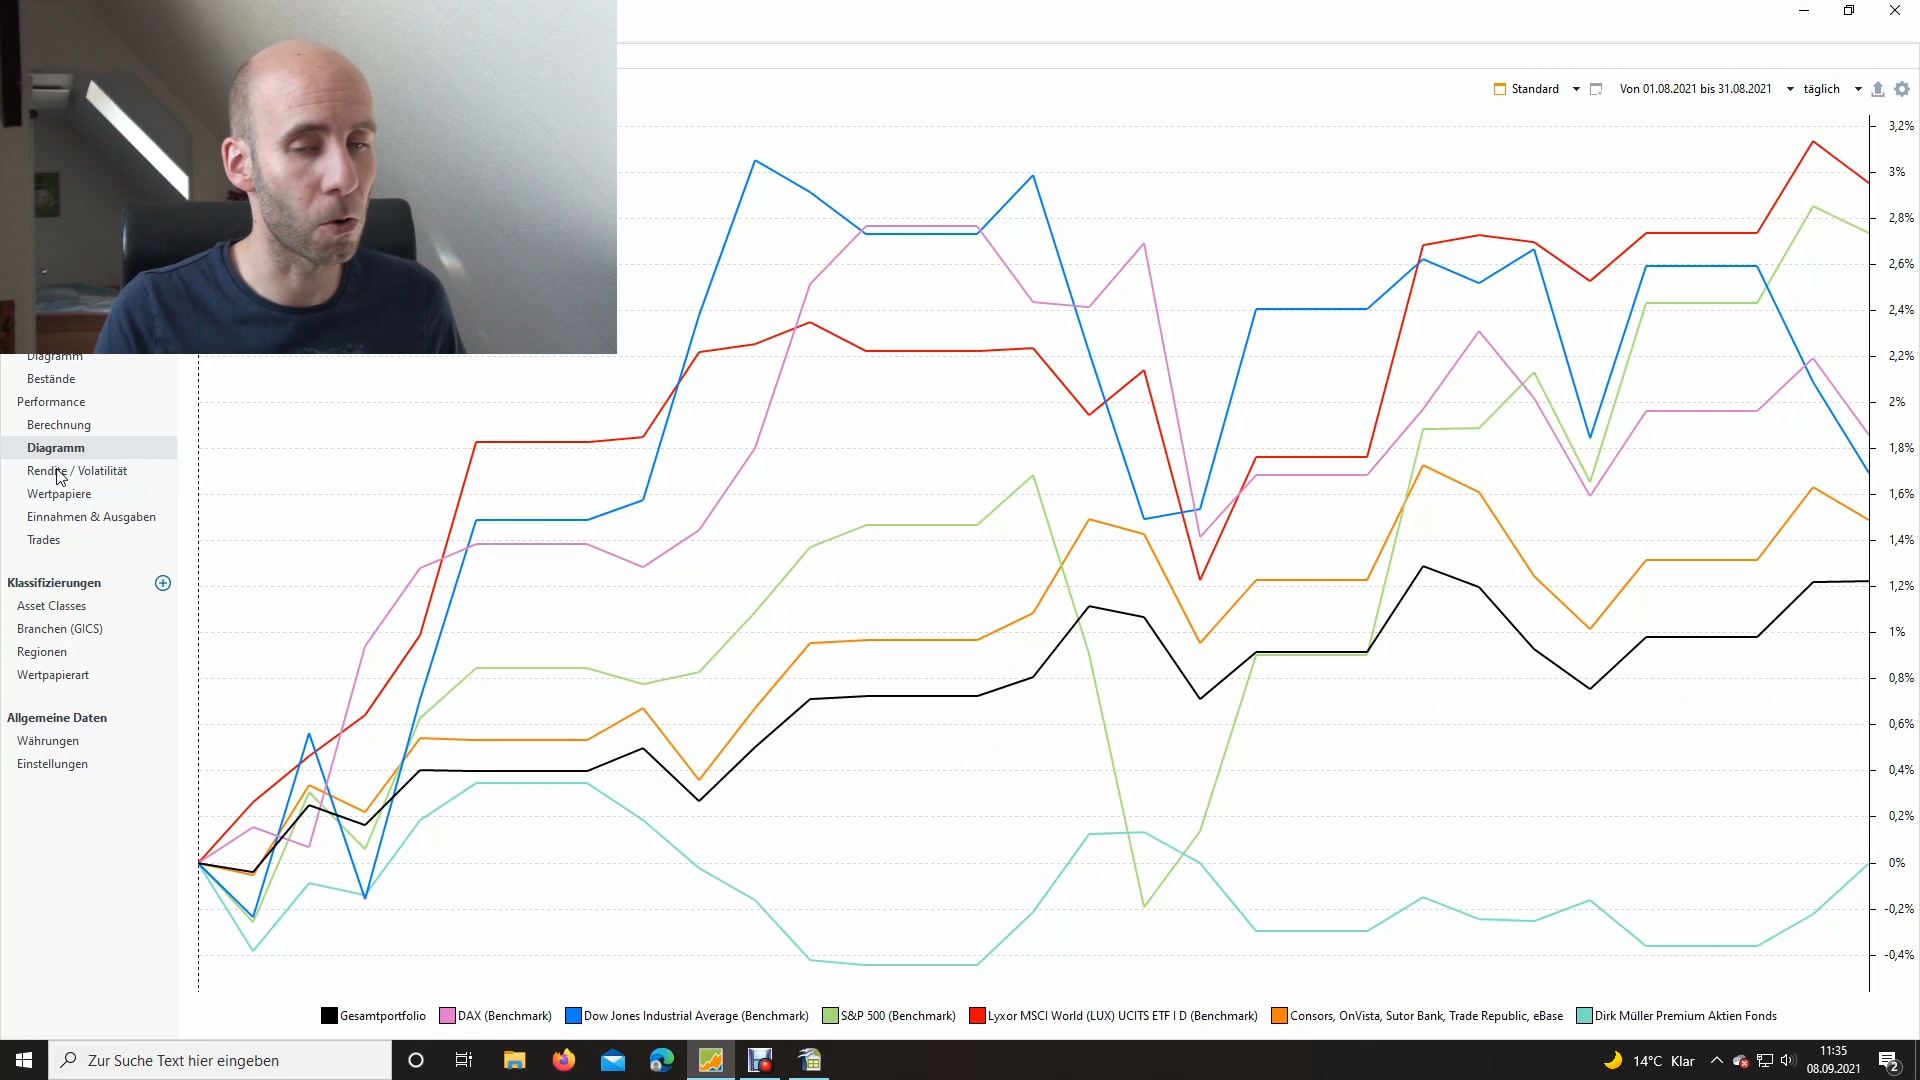 Standard
Von 01.08.2021 bis 31.08.2021
täglich
3,2%
3%
2,8%
2,6%
2,4%
2,2%
2%
1,8%
1,6%
1,4%
1,2%
1%
0,8%
0,6%
0,4%
0,2%
0%
-0,2%
-0,4%
Diagramm
Bestände
Performance
Berechnung
Diagramm
Rendite / Volatilität
Wertpapiere
Einnahmen & Ausgaben
Trades
Klassifizierungen
Asset Classes
Branchen (GICS)
Regionen
Wertpapierart
Allgemeine Daten
Währungen
Einstellungen
Gesamtportfolio DAX (Benchmark) Dow Jones Industrial Average (Benchmark) S&P 500 (Benchmark) Lyxor MSCI World (LUX) UCITS ETF I D (Benchmark) Consors, OnVista, Sutor Bank, Trade Republic, eBase Dirk Müller Premium Aktien Fonds
Zur Suche Text hier eingeben
14°C Klar
11:35
08.09.2021
2